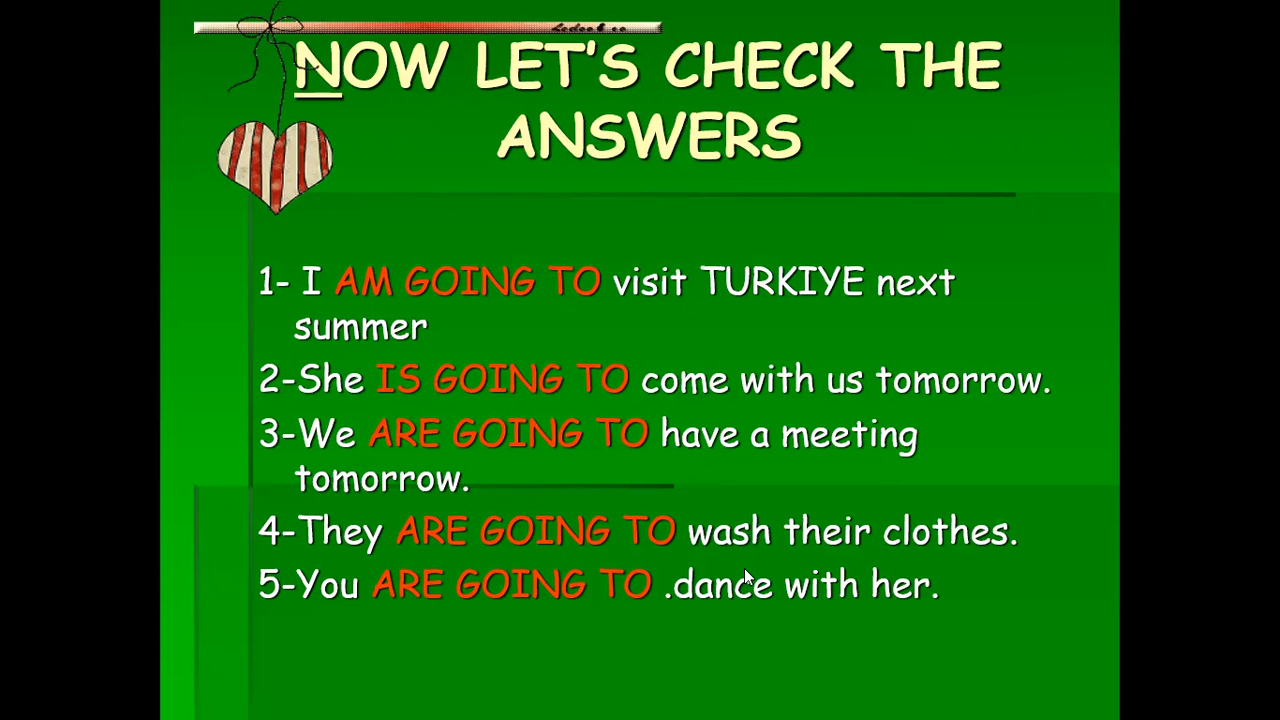 NOW LET'S CHECK THE
ANSWERS
1- I AM GOING TO visit TURKIYE next
summer
2-She IS GOING TO come with us tomorrow.
3-We ARE GOING TO have a meeting
tomorrow.
4-They ARE GOING TO wash their clothes.
5-You ARE GOING TO .dance with her.